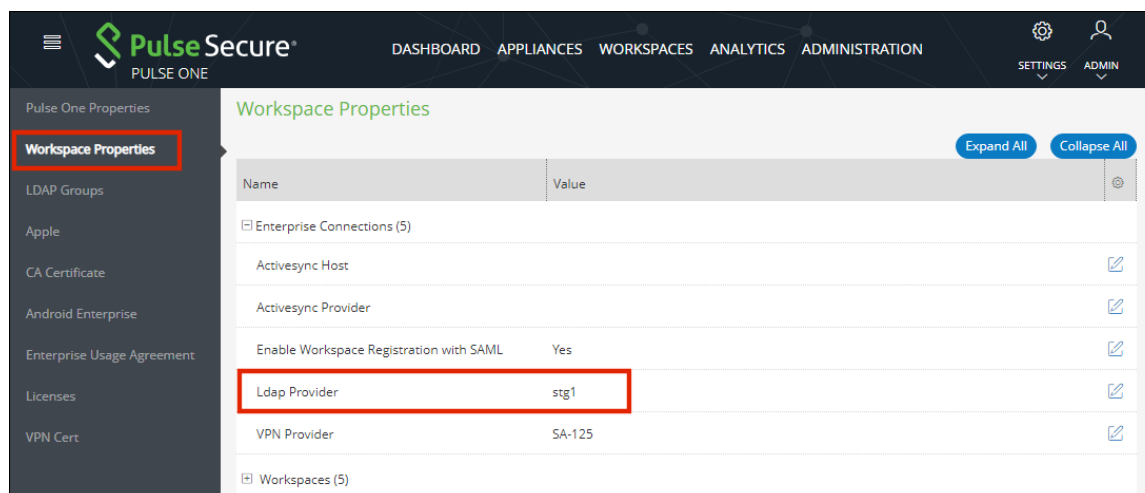 Pulse Secure®
PULSE ONE
DASHBOARD APPLIANCES WORKSPACES ANALYTICS ADMINISTRATION
SETTINGS
ADMIN
Pulse One Properties
Workspace Properties
LDAP Groups
Apple
CA Certificate
Android Enterprise
Enterprise Usage Agreement
Licenses
VPN Cert
Workspace Properties
Expand All Collapse All
Name Value
Enterprise Connections (5)
Activesync Host
Activesync Provider
Enable Workspace Registration with SAML Yes
Ldap Provider stg1
VPN Provider SA-125
Workspaces (5)